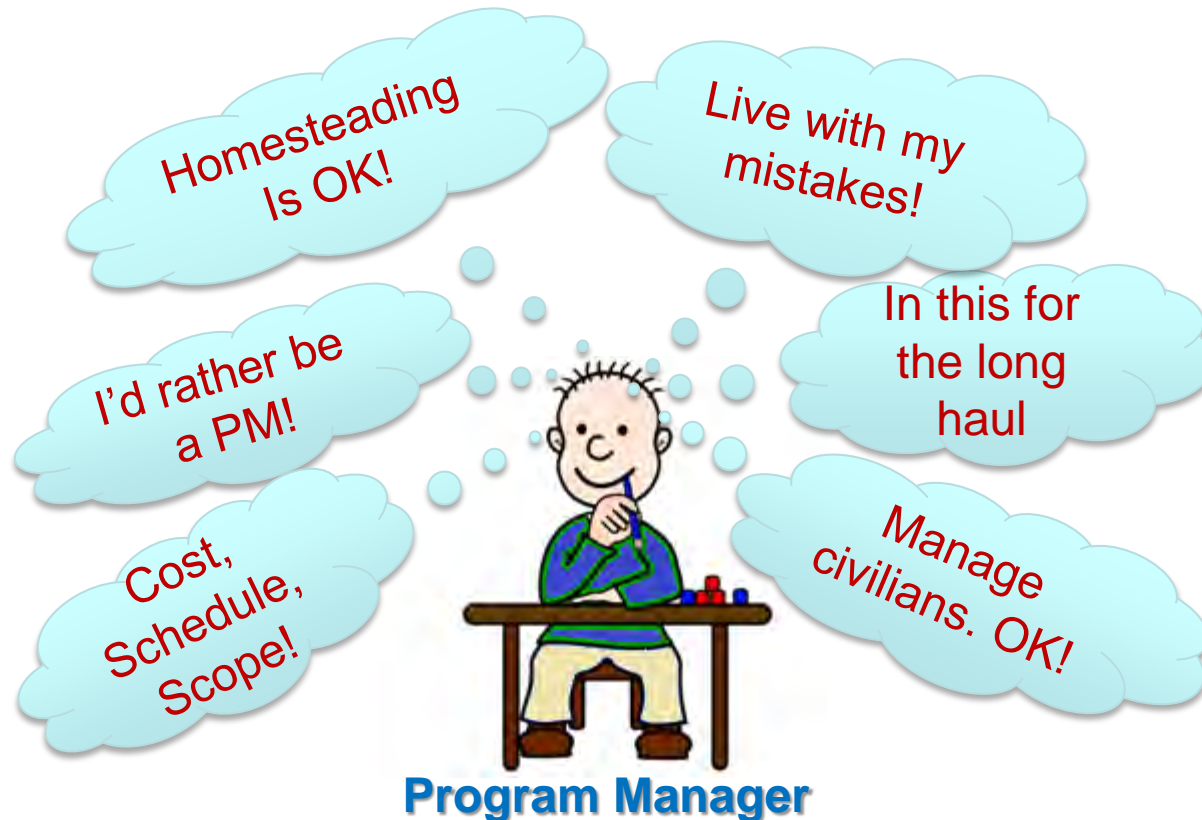 Homesteading
Is OK!
Live with my
mistakes!
I'd rather be
a PM!
In this for
the long
haul
Cost,
Schedule,
Scope!
Manage
civilians. OK!
Program Manager